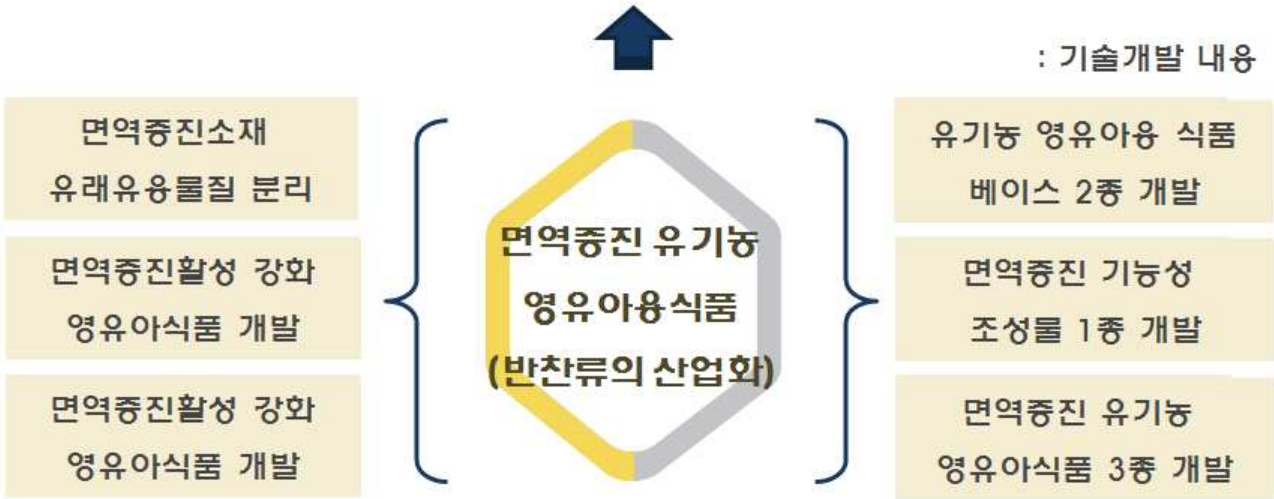 : 기술개발 내용
면역증진소재
유래유용물질 분리
면역증진활성 강화
영유아식품 개발
면역증진활성 강화
영유아식품 개발
면역증진 유기농
영유아용식품
(반찬류의 산업화)
유기농 영유아용 식품
베이스 2종 개발
면역증진 기능성
조성물 1종 개발
면역증진 유기농
영유아식품 3종 개발